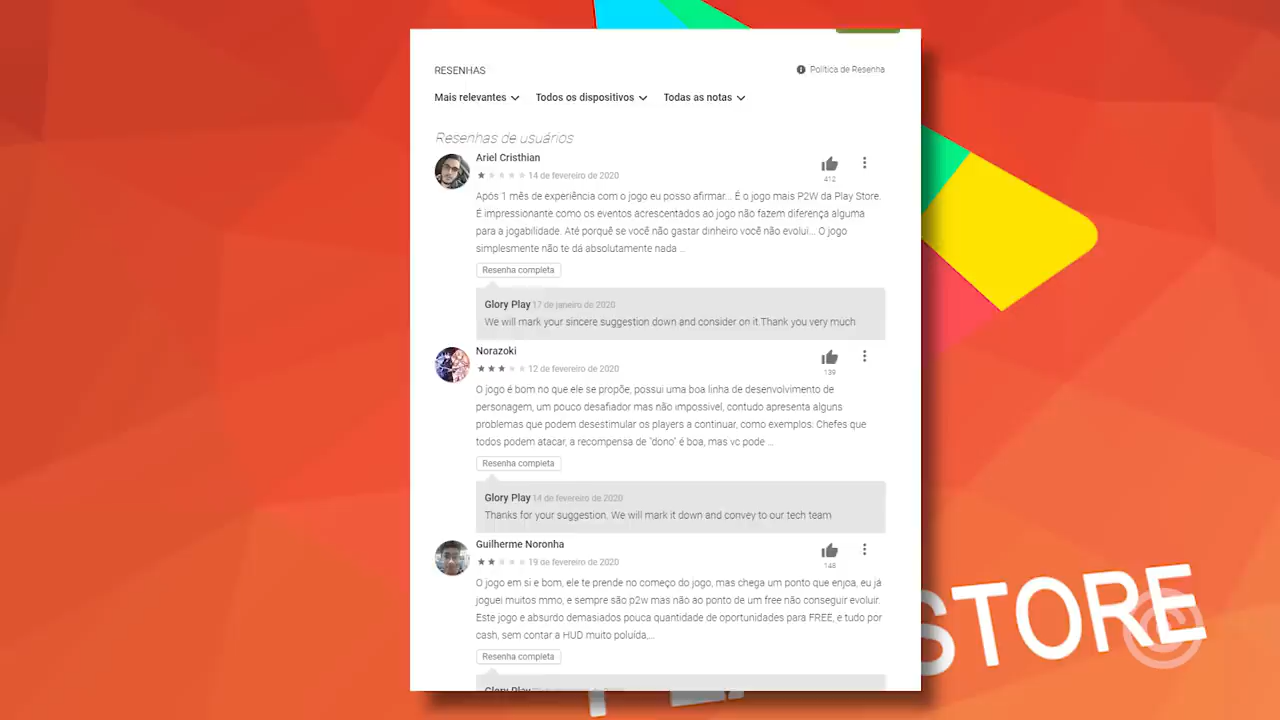 RESENHAS
Política de Resenha
Mais relevantes
Todos os dispositivos
Todas as notas
Resenhas de usuários
Ariel Cristhian
14 de fevereiro de 2020
412
Após 1 mês de experiência com o jogo eu posso afirmar... É o jogo mais P2W da Play Store.
É impressionante como os eventos acrescentados ao jogo não fazem diferença alguma
para a jogabilidade. Até porquê se você não gastar dinheiro você não evolui... O jogo
simplesmente não te dá absolutamente nada ...
Resenha completa
Glory Play 17 de janeiro de 2020
We will mark your sincere suggestion down and consider on it.Thank you very much
Norazoki
12 de fevereiro de 2020
139
O jogo é bom no que ele se propõe, possui uma boa linha de desenvolvimento de
personagem, um pouco desafiador mas não impossivel, contudo apresenta alguns
problemas que podem desestimular os players a continuar, como exemplos: Chefes que
todos podem atacar, a recompensa de "dono" é boa, mas vc pode ...
Resenha completa
Glory Play 14 de fevereiro de 2020
Thanks for your suggestion. We will mark it down and convey to our tech team
Guilherme Noronha
19 de fevereiro de 2020
148
O jogo em si e bom, ele te prende no começo do jogo, mas chega um ponto que enjoa, eu já
joguei muitos mmo, e sempre são p2w mas não ao ponto de um free não conseguir evoluir.
Este jogo e absurdo demasiados pouca quantidade de oportunidades para FREE, e tudo por
cash, sem contar a HUD muito poluída,...
Resenha completa
Glory Play
STORE